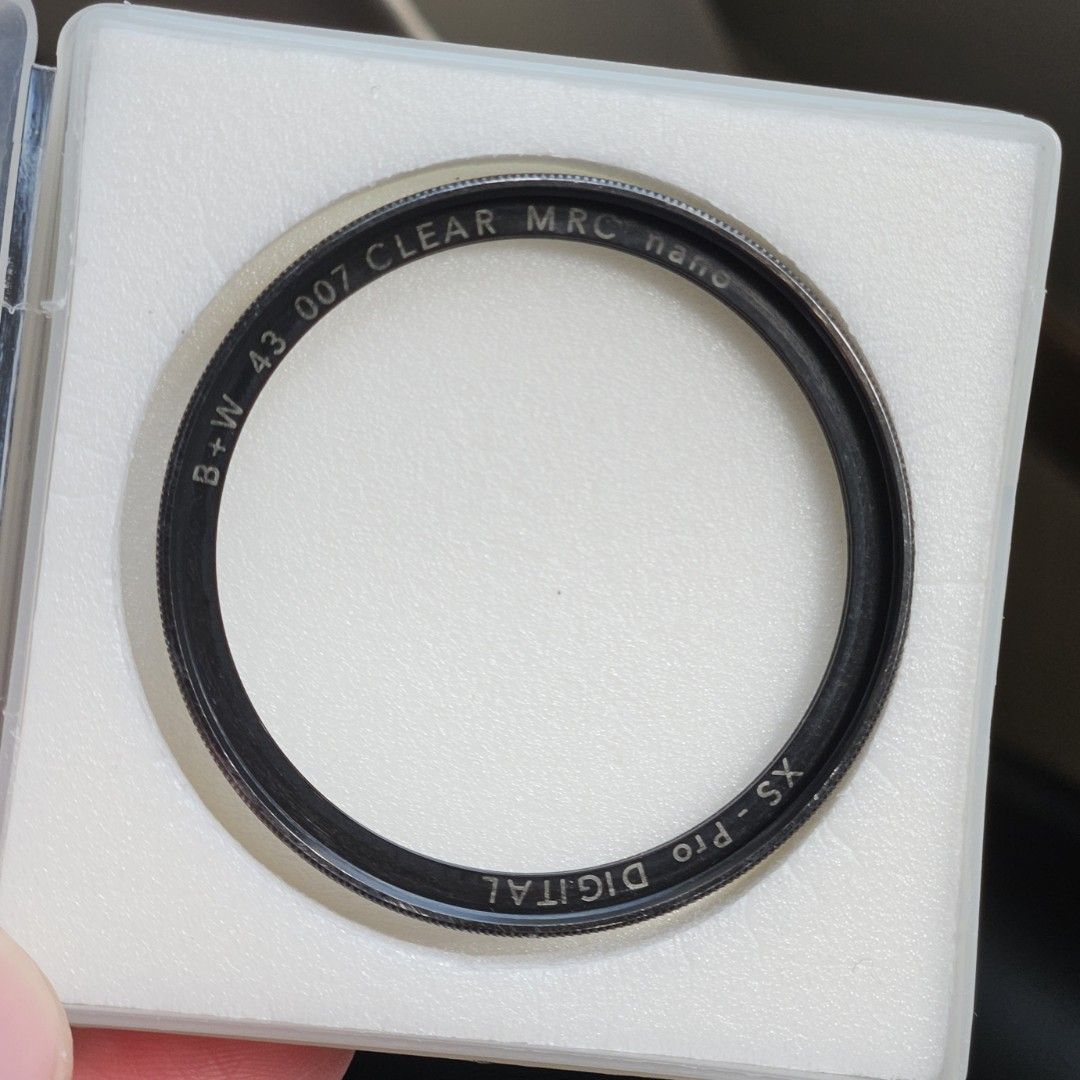 B+W 43 007 CLEAR MRC nano
XS-Pro DIGITAL